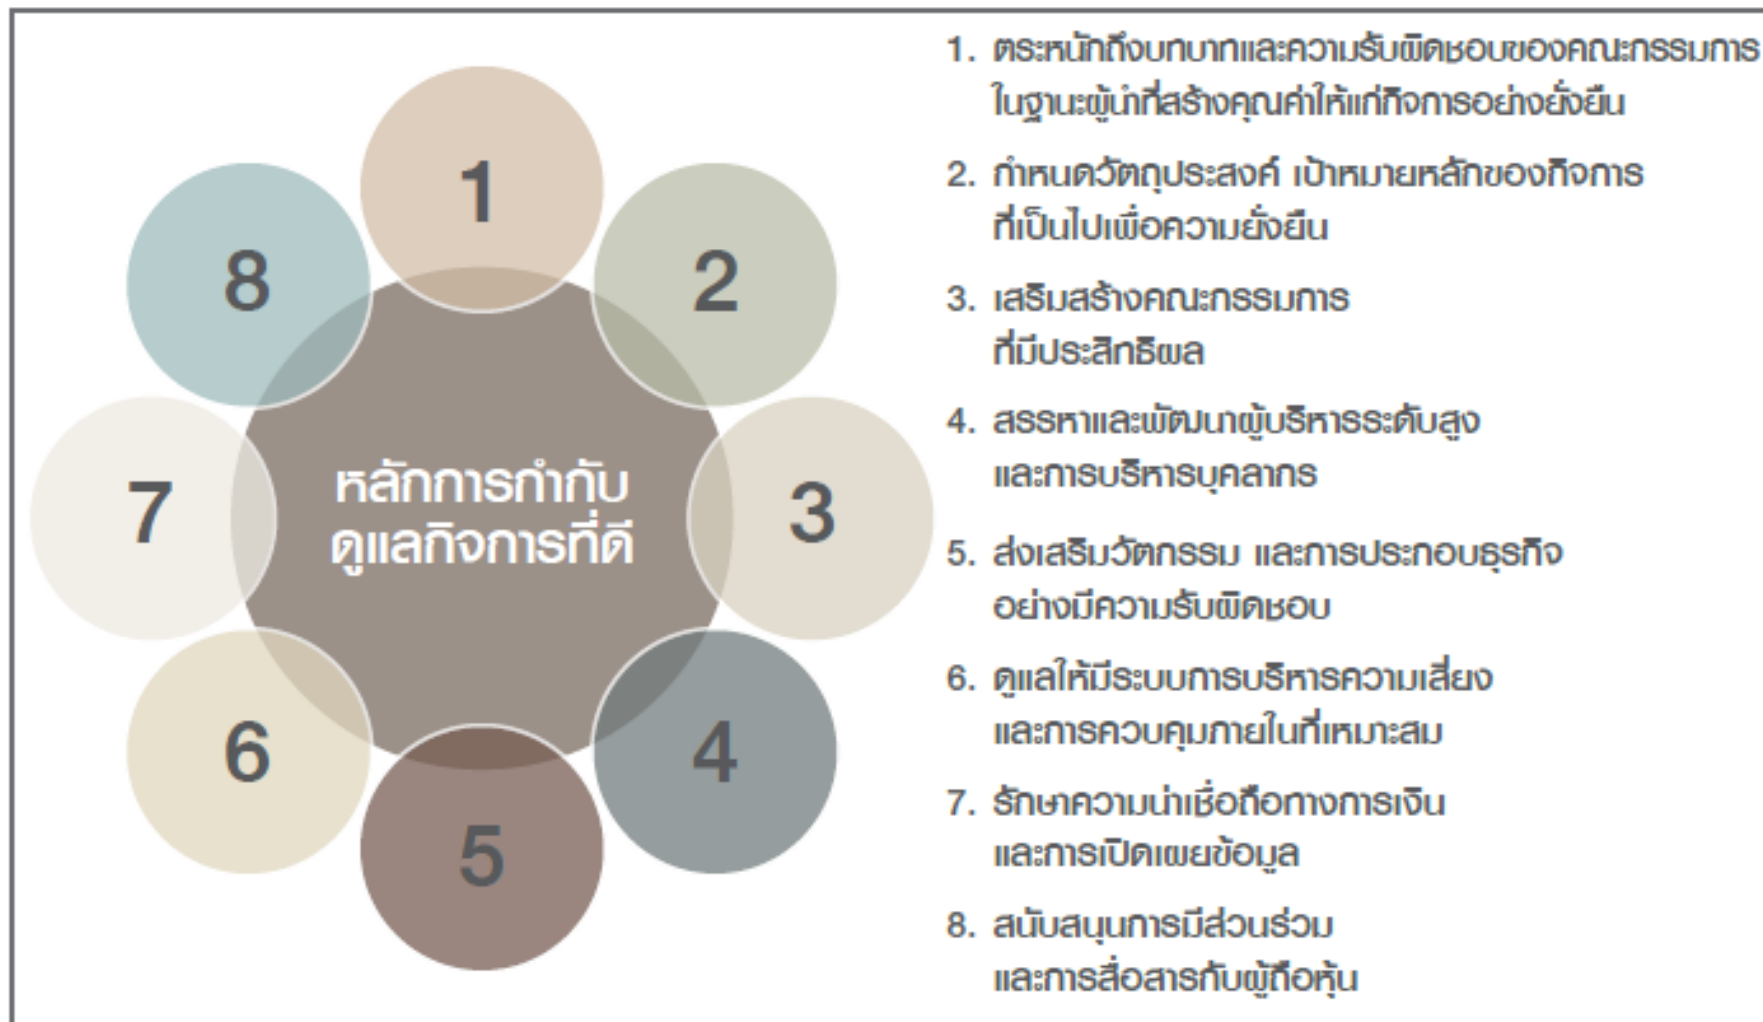 1
2
3
4
5
6
7
8
หลักการกำกับ
ดูแลกิจการที่ดี
1. ตระหนักถึงบทบาทและความรับผิดชอบของคณะกรรมการ
ในฐานะผู้นำที่สร้างคุณค่าให้แก่กิจการอย่างยั่งยืน
2. กำหนดวัตถุประสงค์ เป้าหมายหลักของกิจการ
ที่เป็นไปเพื่อความยั่งยืน
3. เสริมสร้างคณะกรรมการ
ที่มีประสิทธิผล
4. สรรหาและพัฒนาผู้บริหารระดับสูง
และการบริหารบุคลากร
5. ส่งเสริมวัตกรรม และการประกอบธุรกิจ
อย่างมีความรับผิดชอบ
6. ดูแลให้มีระบบการบริหารความเสี่ยง
และการควบคุมภายในที่เหมาะสม
7. รักษาความน่าเชื่อถือทางการเงิน
และการเปิดเผยข้อมูล
8. สนับสนุนการมีส่วนร่วม
และการสื่อสารกับผู้ถือหุ้น